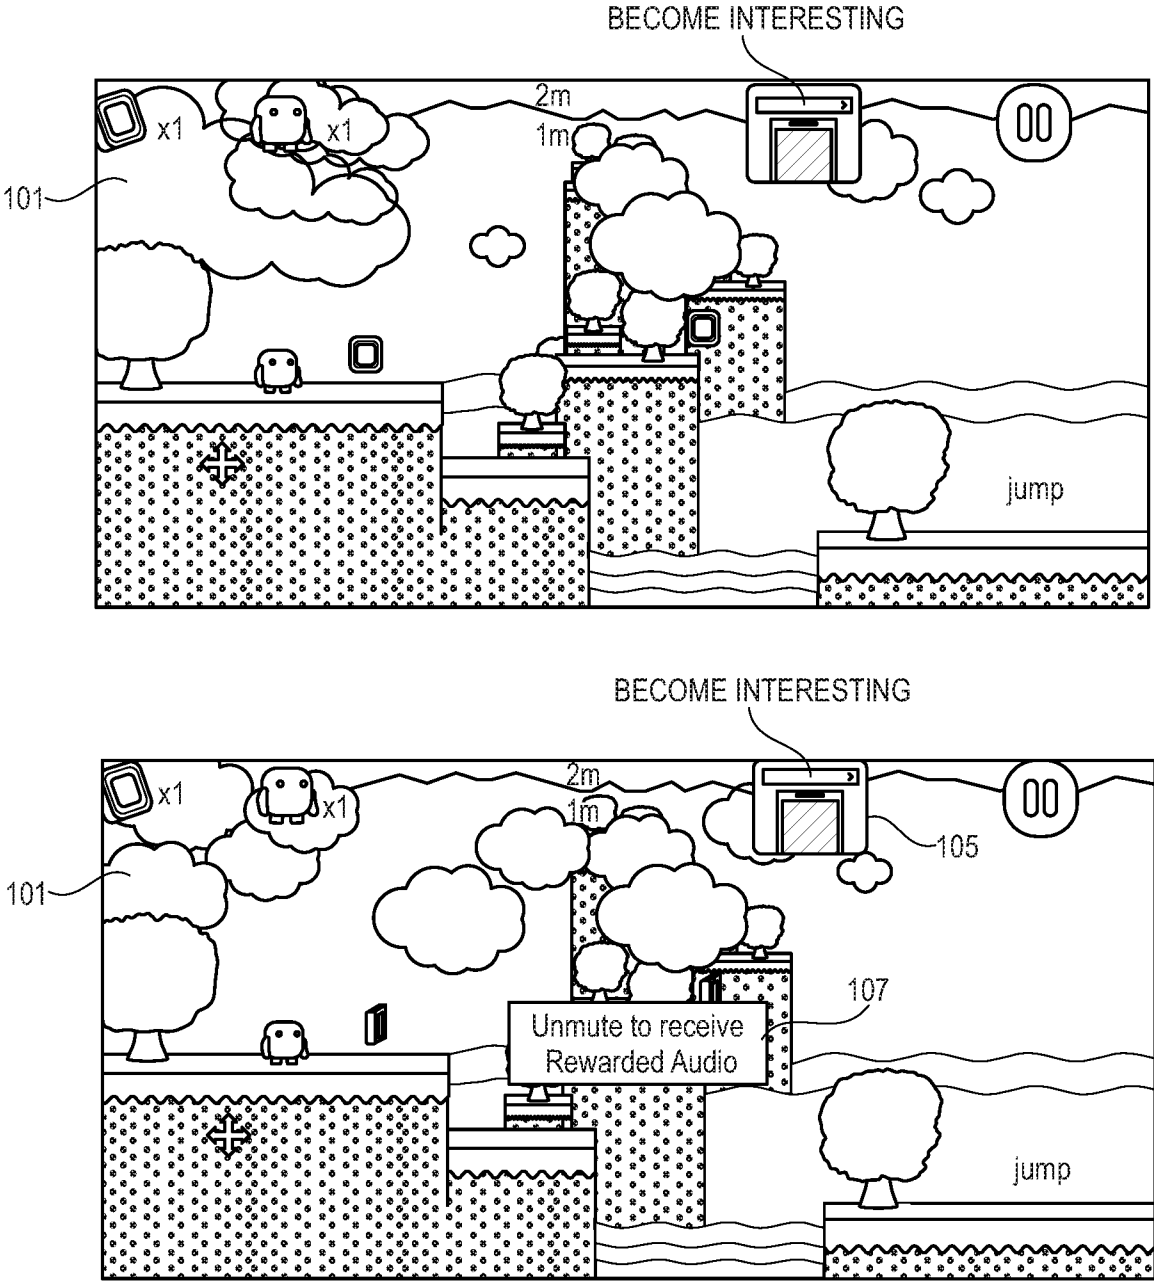 BECOME INTERESTING
2m
x1
x1
1m
101
jump
BECOME INTERESTING
2m
x1
x1
1m
105
101
107
Unmute to receive
Rewarded Audio
jump